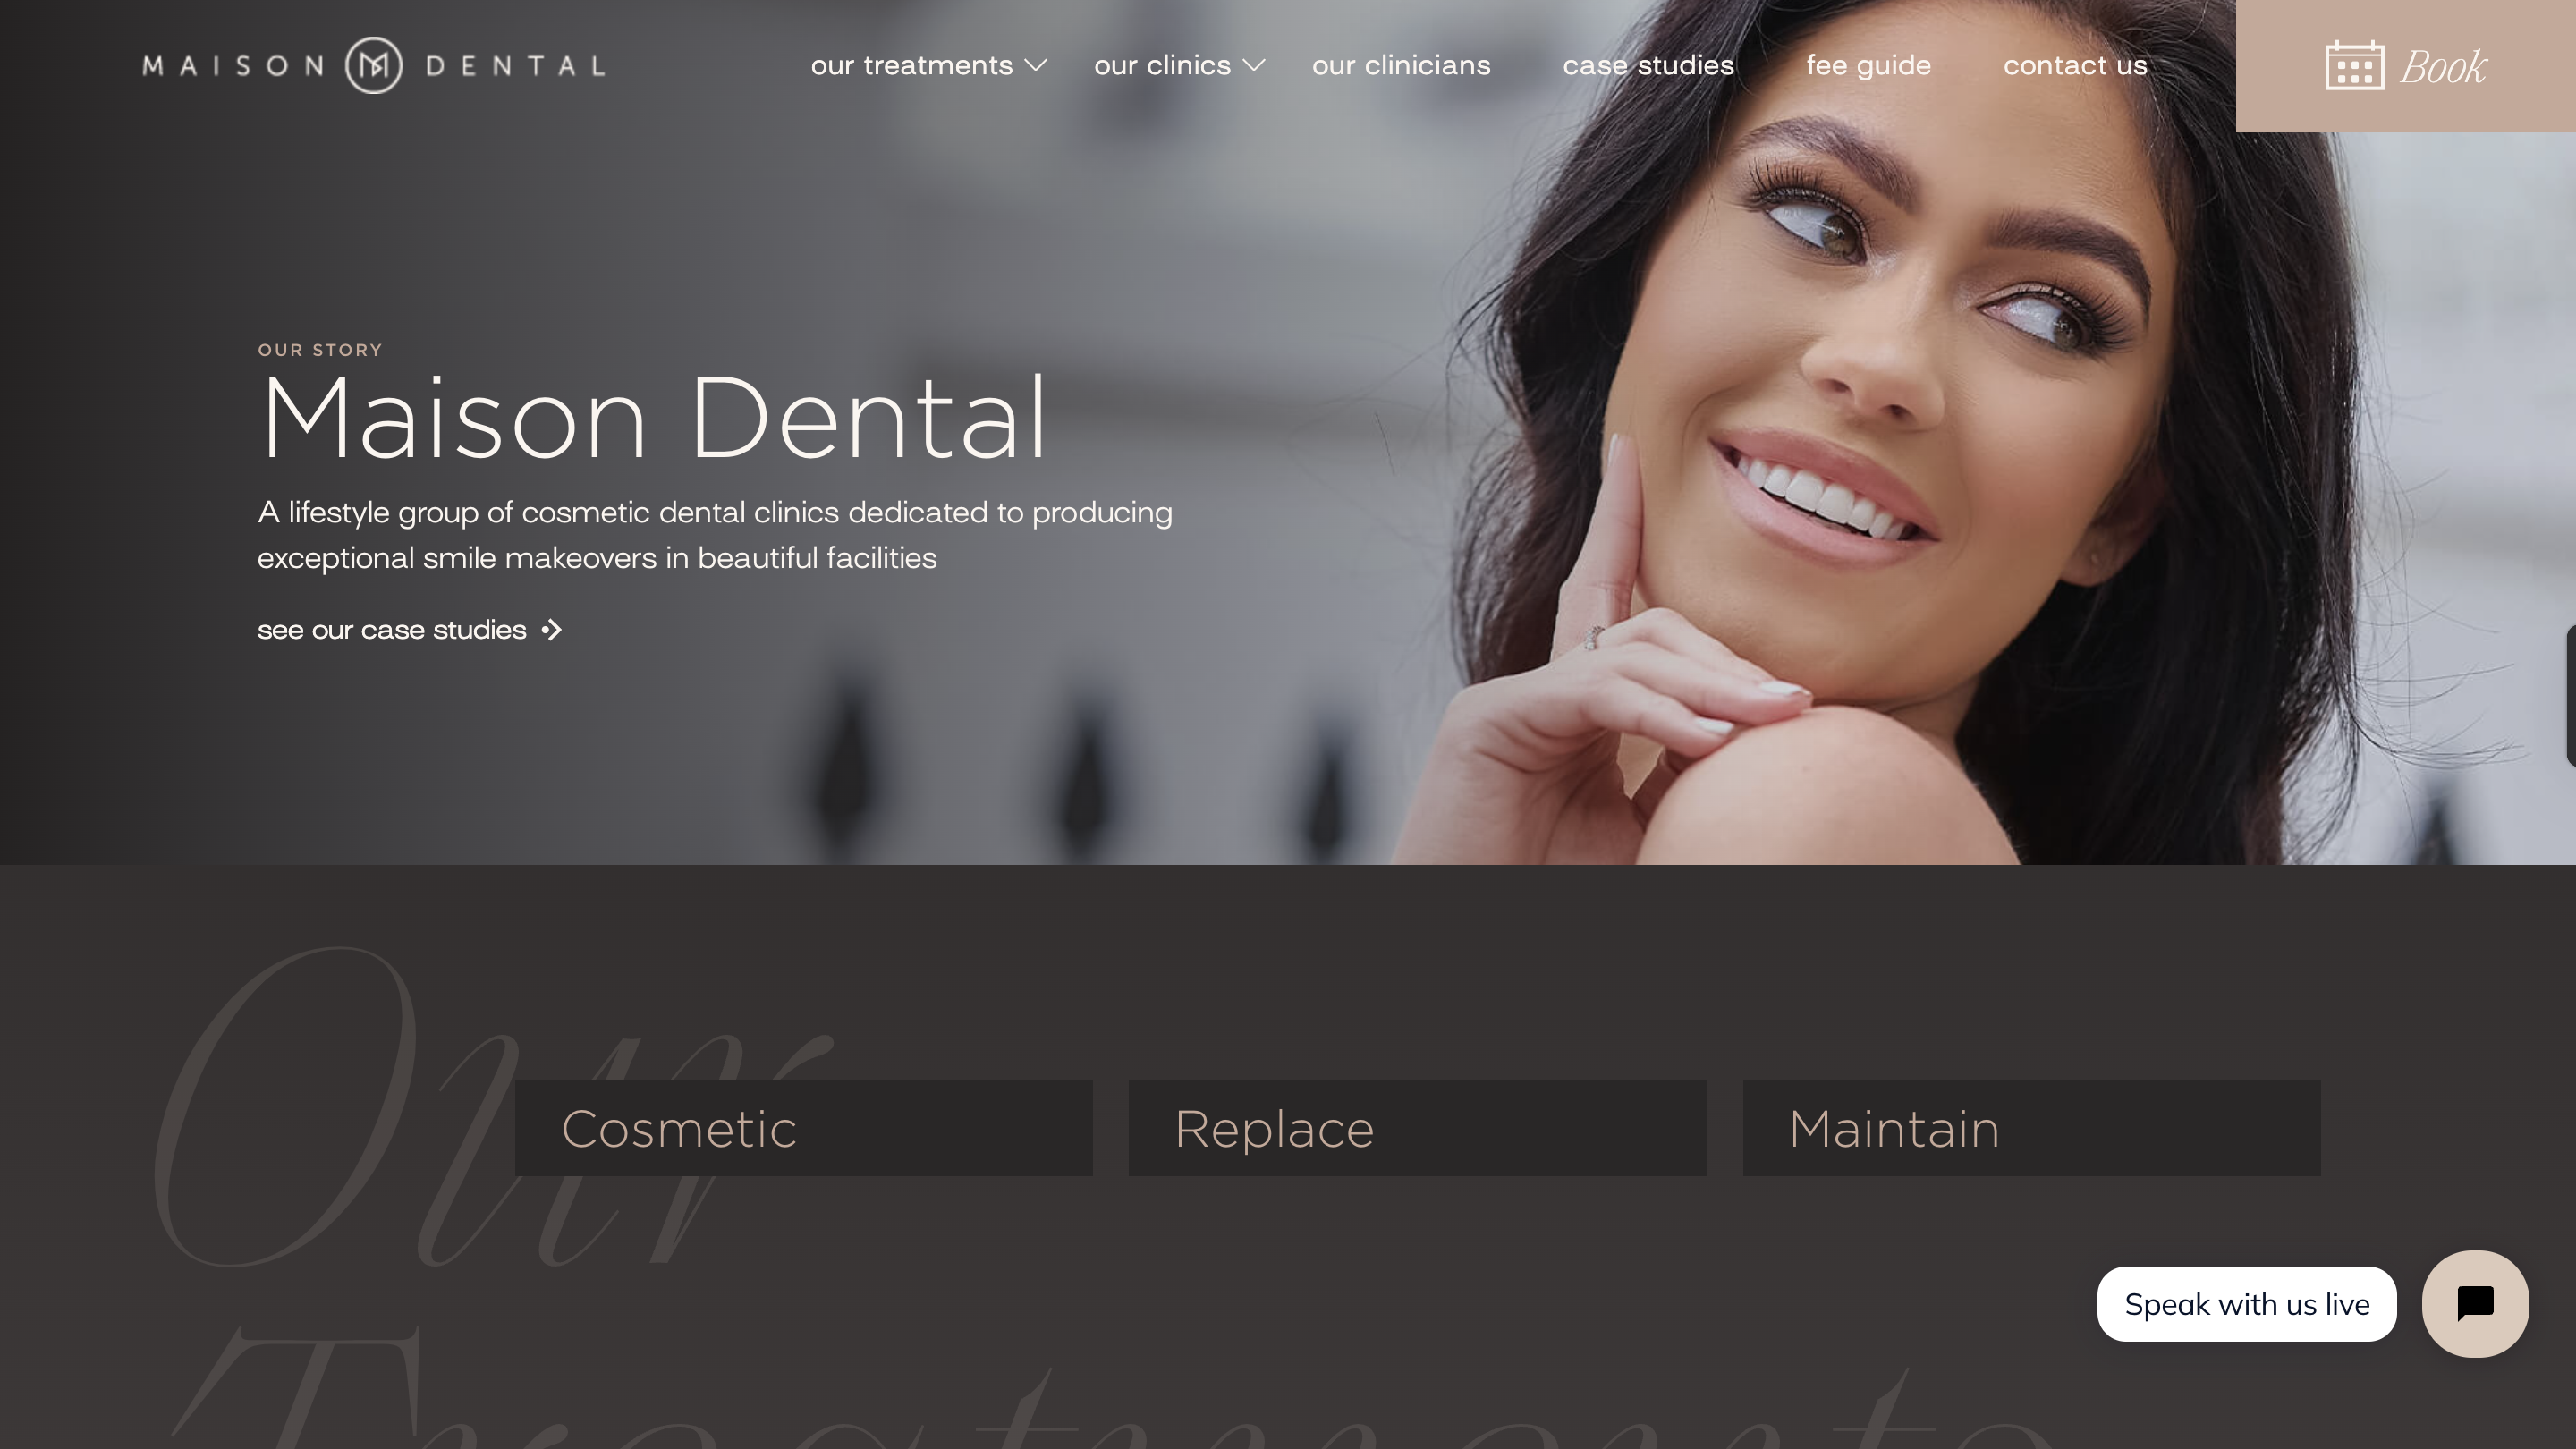 MAISON DENTAL
our treatments
our clinics
our clinicians
case studies
fee guide
contact us
Book
OUR STORY
Maison Dental
A lifestyle group of cosmetic dental clinics dedicated to producing
exceptional smile makeovers in beautiful facilities
see our case studies
Our
Cosmetic
Replace
Maintain
Speak with us live
Treatments